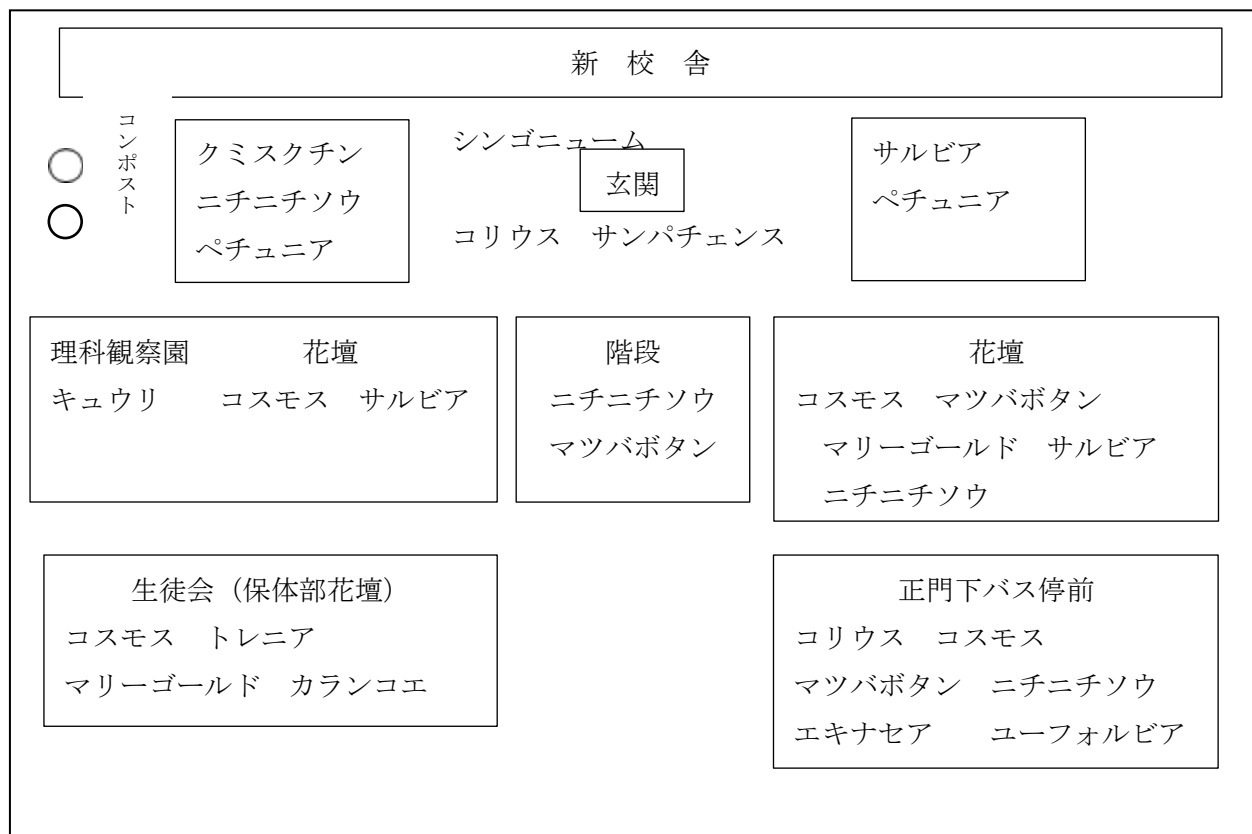 新　校　舎
コンポスト
クミスクチン
ニチニチソウ
ペチュニア
シンゴニューム
玄関
コリウス　サンパチェンス
サルビア
ペチュニア
理科観察園　　　　花壇
キュウリ　　コスモス　サルビア
階段
ニチニチソウ
マツバボタン
花壇
コスモス　マツバボタン
マリーゴールド　サルビア
ニチニチソウ
生徒会（保体部花壇）
コスモス　トレニア
マリーゴールド　カランコエ
正門下バス停前
コリウス　コスモス
マツバボタン　ニチニチソウ
エキナセア　　ユーフォルビア